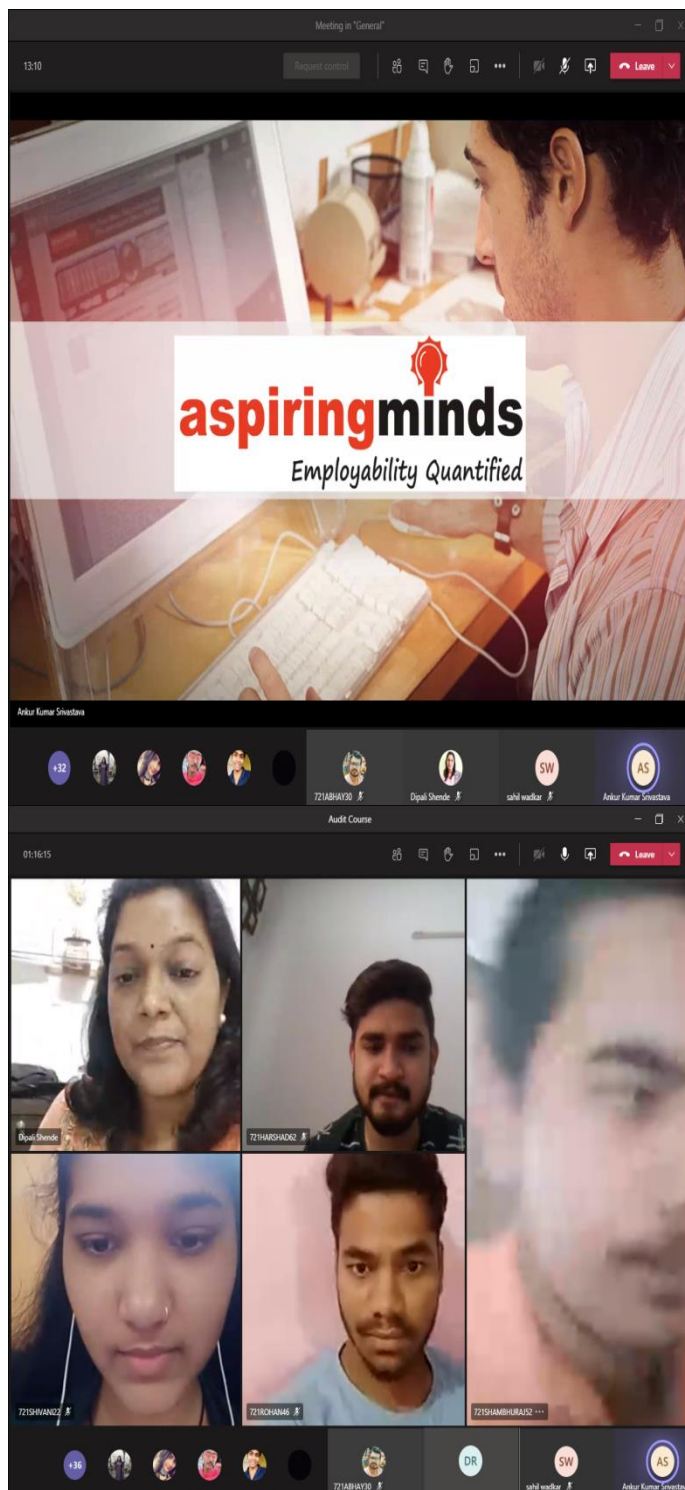 Meeting in "General"
13:10
Request control
Leave
aspiringminds
Employability Quantified
Ankur Kumar Srivastava
+32
SW
AS
721ABHAY30
Dipali Shende
sahil wadkar
Ankur Kumar Srivastava
Audit Course
01:16:15
Leave
Dipali Shende
721HARSHAD62
721SHIVANI22
721ROHAN46
721SHAMBHURAJ52
+36
DR
SW
AS
721ABHAY30
sahil wadkar
Ankur Kumar Srivastava